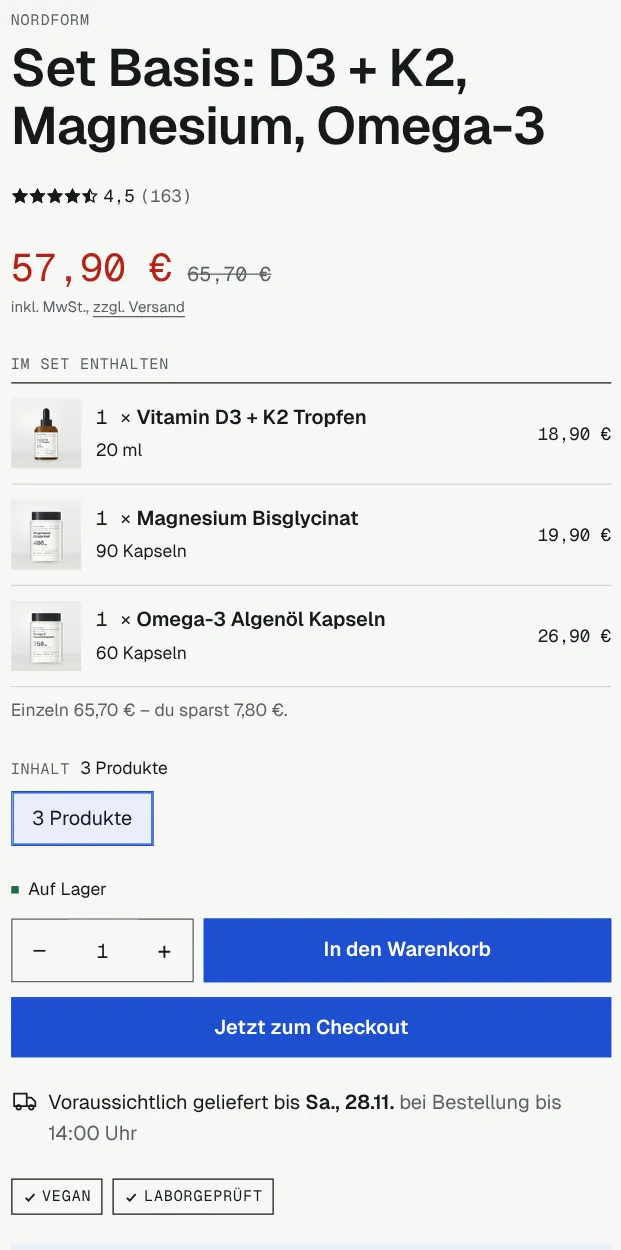 NORDFORM
Set Basis: D3 + K2,
Magnesium, Omega-3
4,5 (163)
57,90 € 65,70 €
inkl. MwSt., zzgl. Versand
IM SET ENTHALTEN
1 × Vitamin D3 + K2 Tropfen
20 ml
18,90 €
1 × Magnesium Bisglycinat
90 Kapseln
19,90 €
1 × Omega-3 Algenöl Kapseln
60 Kapseln
26,90 €
Einzeln 65,70 € – du sparst 7,80 €.
INHALT 3 Produkte
3 Produkte
Auf Lager
− 1 +
In den Warenkorb
Jetzt zum Checkout
Voraussichtlich geliefert bis Sa., 28.11. bei Bestellung bis
14:00 Uhr
VEGAN
LABORGEPRÜFT